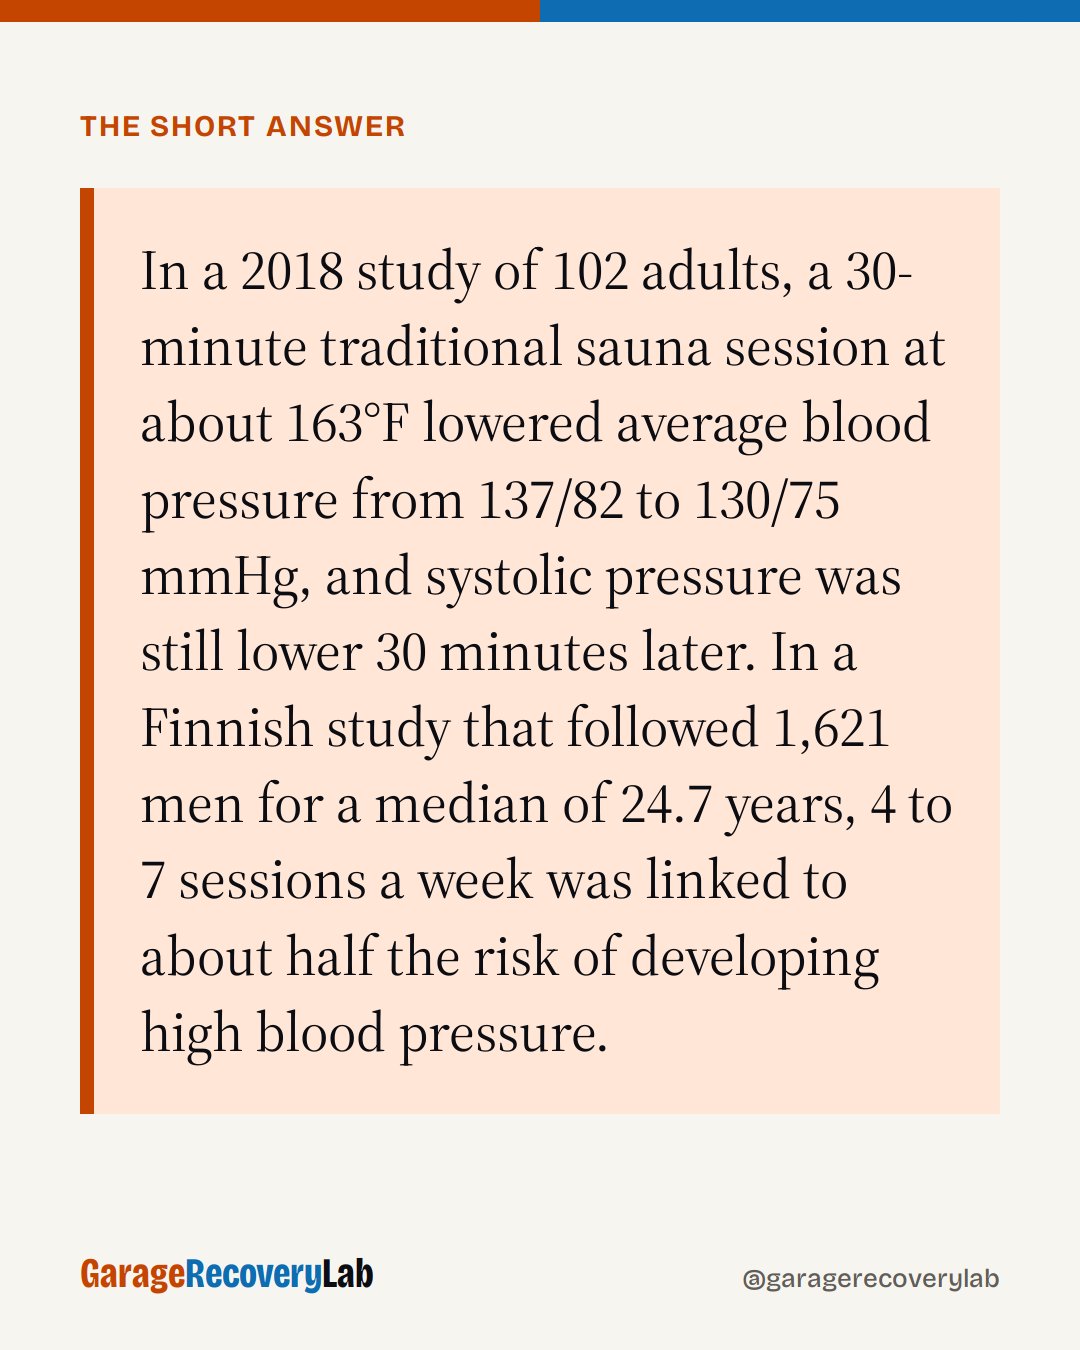 THE SHORT ANSWER
In a 2018 study of 102 adults, a 30-
minute traditional sauna session at
about 163°F lowered average blood
pressure from 137/82 to 130/75
mmHg, and systolic pressure was
still lower 30 minutes later. In a
Finnish study that followed 1,621
men for a median of 24.7 years, 4 to
7 sessions a week was linked to
about half the risk of developing
high blood pressure.
GarageRecoveryLab
@garagerecoverylab